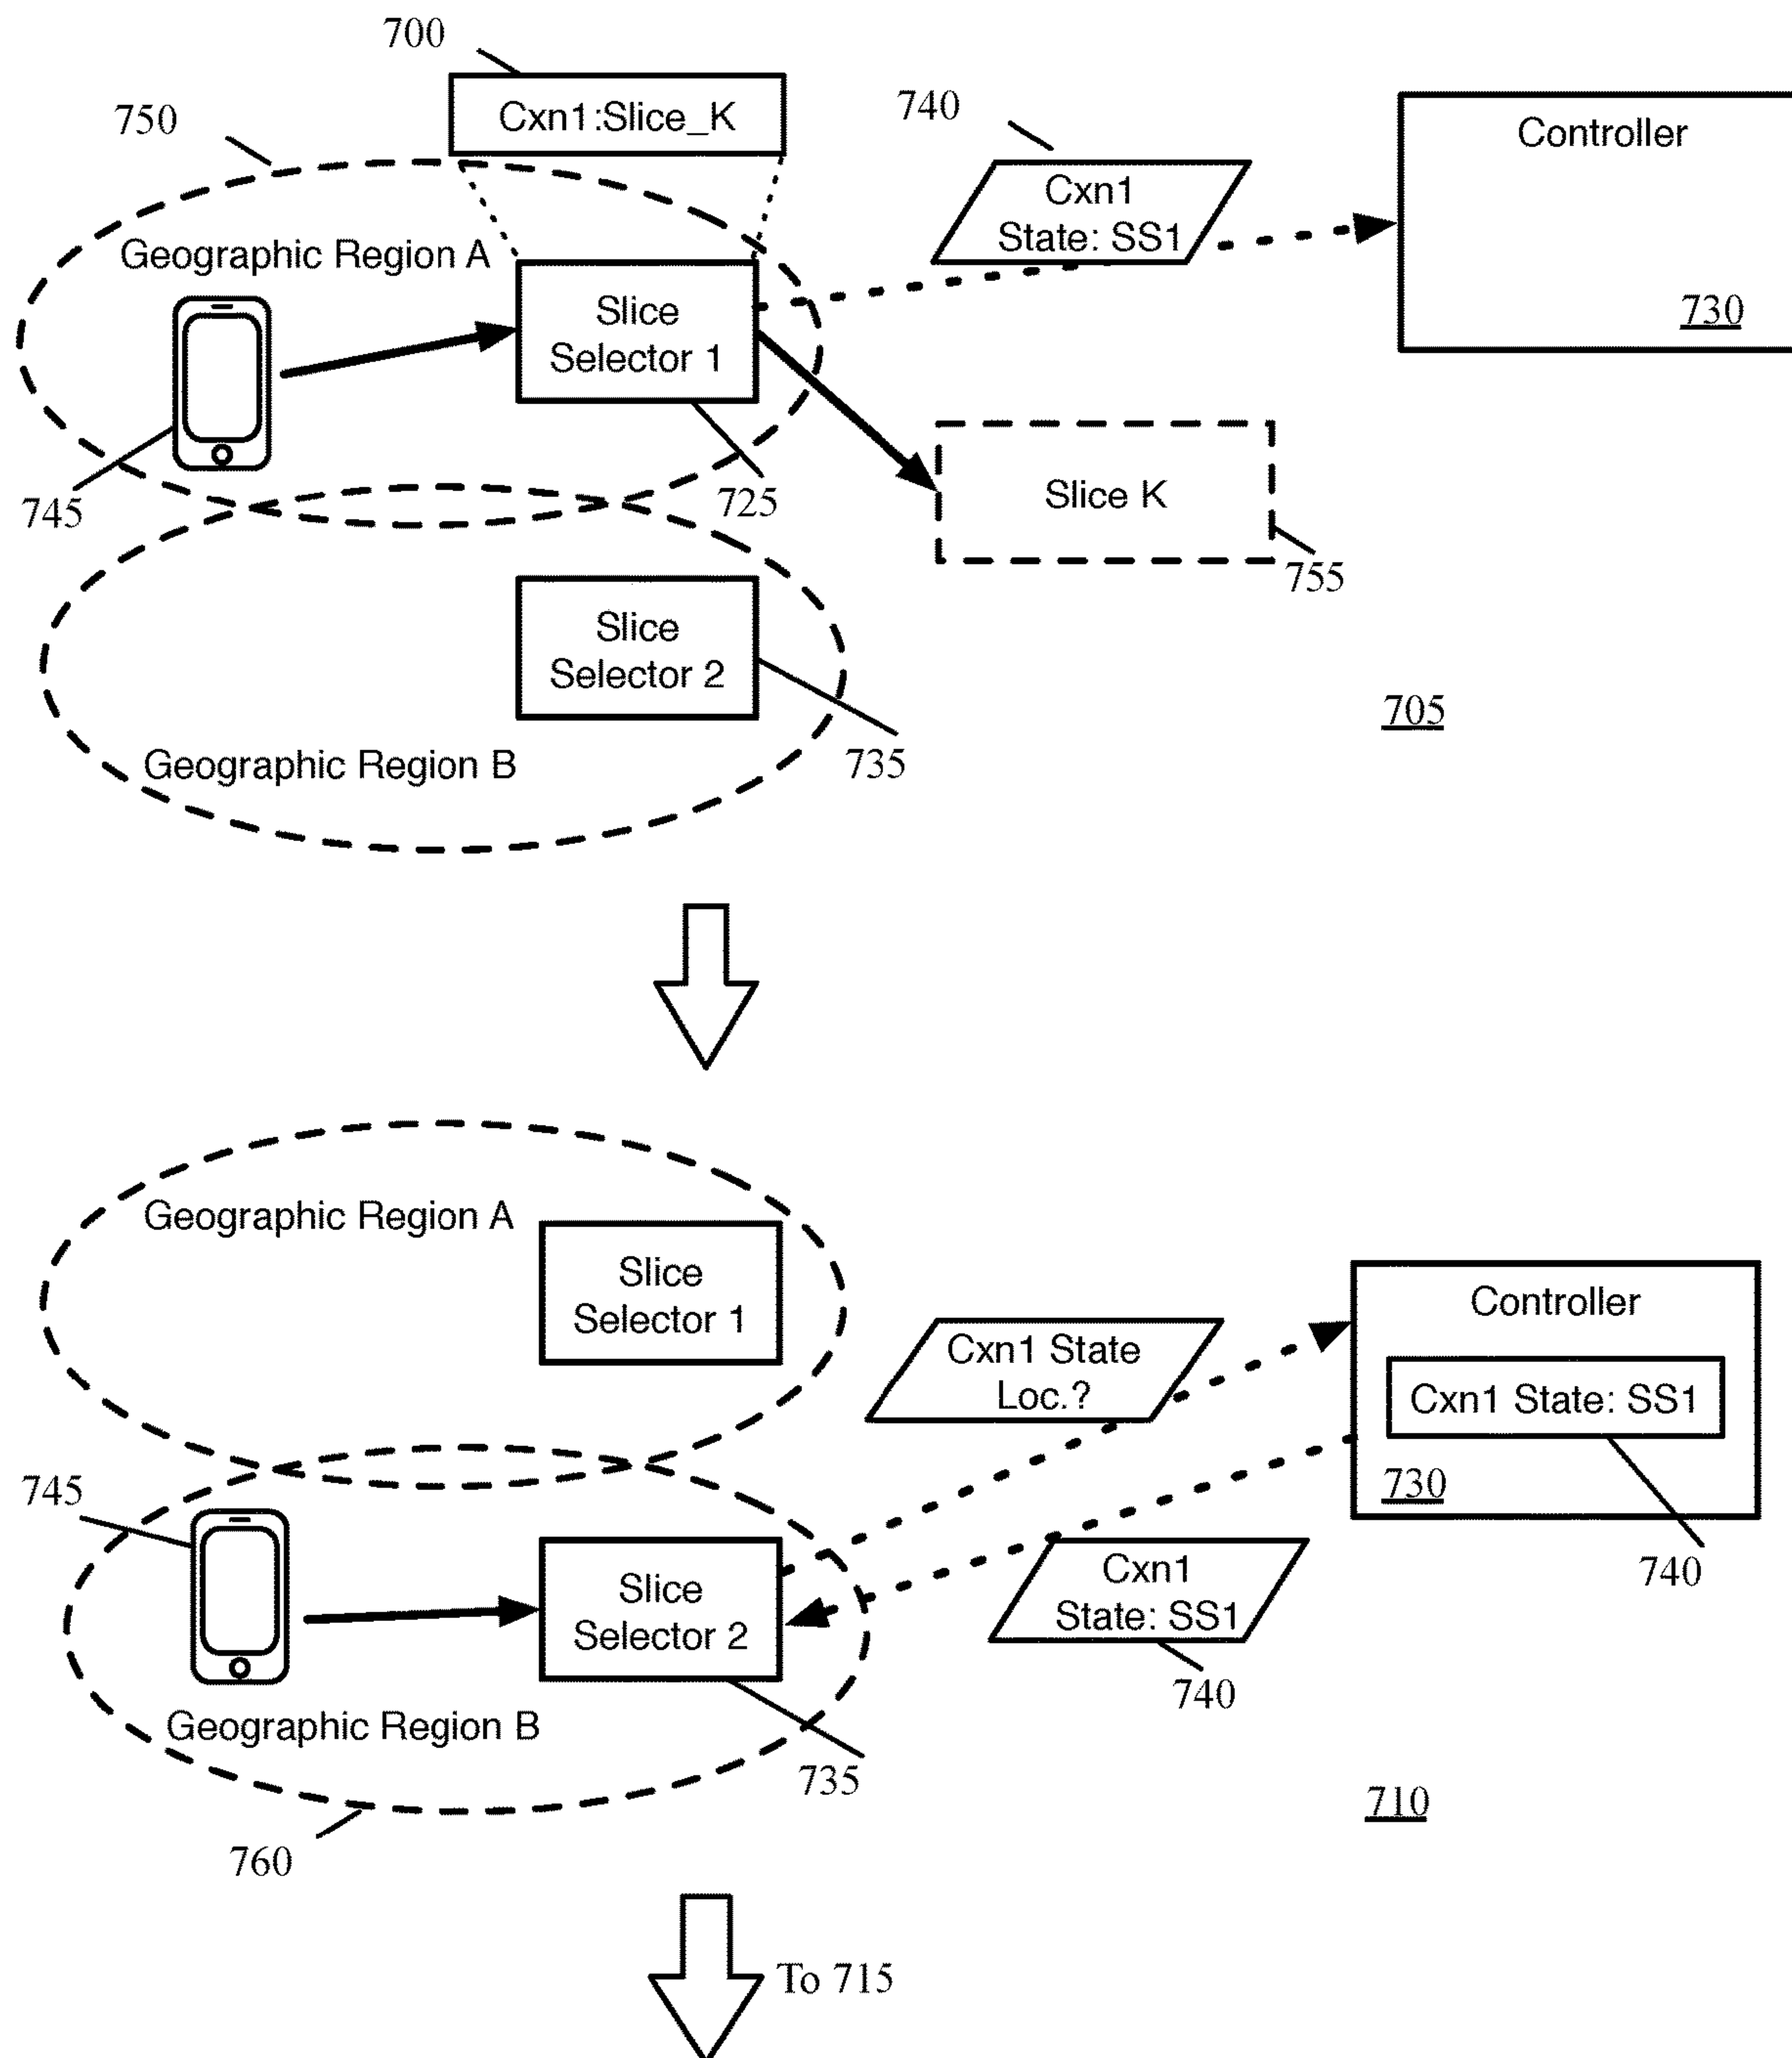 700
Cxn1:Slice_K
750
740
Controller
Cxn1
State: SS1
Geographic Region A
Slice
Selector 1
730
745
725
Slice K
755
Slice
Selector 2
705
735
Geographic Region B
Geographic Region A
Slice
Selector 1
Controller
Cxn1 State
Loc.?
Cxn1 State: SS1
745
730
740
Slice
Selector 2
Cxn1
State: SS1
740
Geographic Region B
735
710
760
To 715